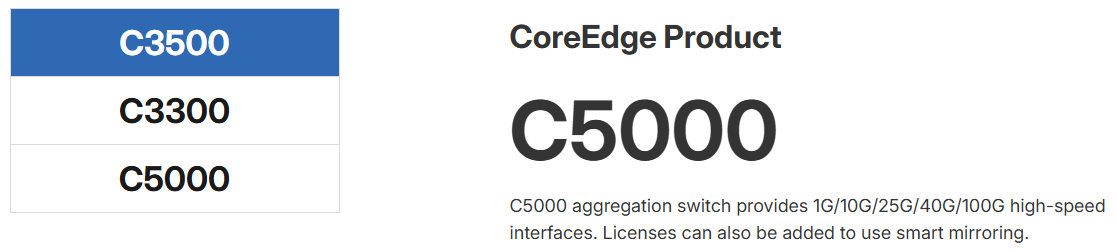 C3500
C3300
C5000
CoreEdge Product
C5000
C5000 aggregation switch provides 1G/10G/25G/40G/100G high-speed
interfaces. Licenses can also be added to use smart mirroring.